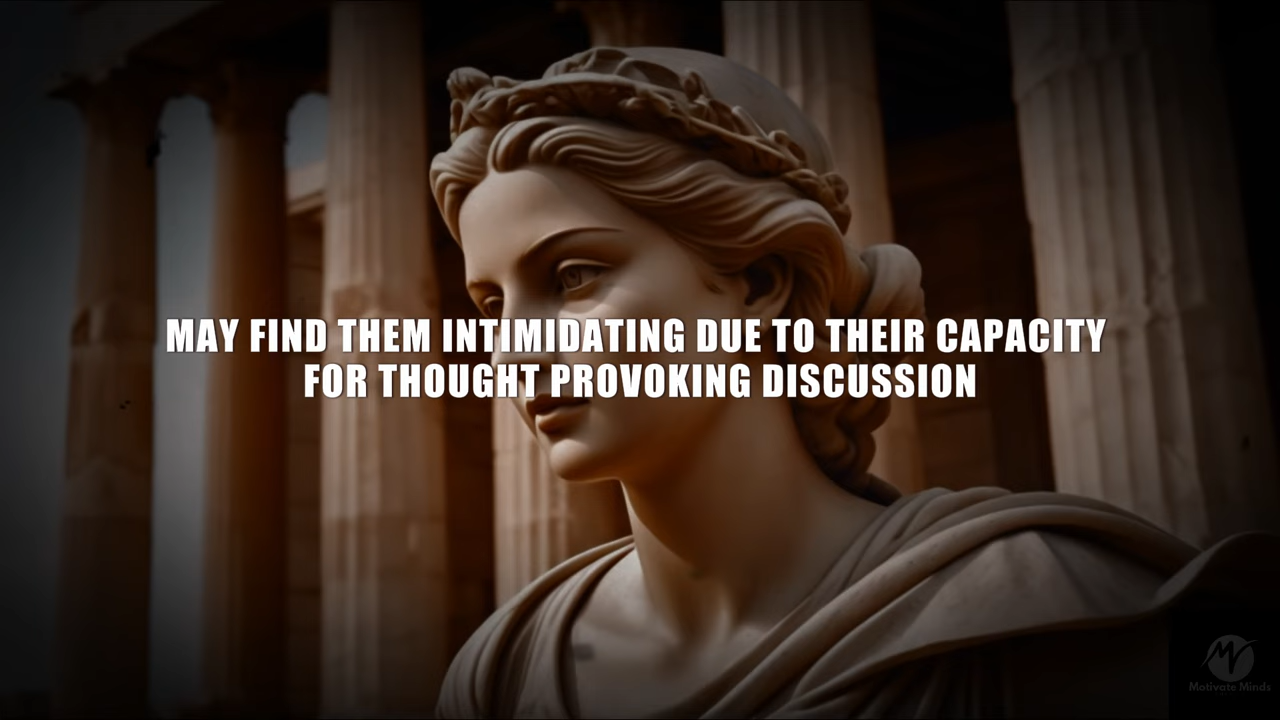 MAY FIND THEM INTIMIDATING DUE TO THEIR CAPACITY
FOR THOUGHT PROVOKING DISCUSSION
Motivate Minds